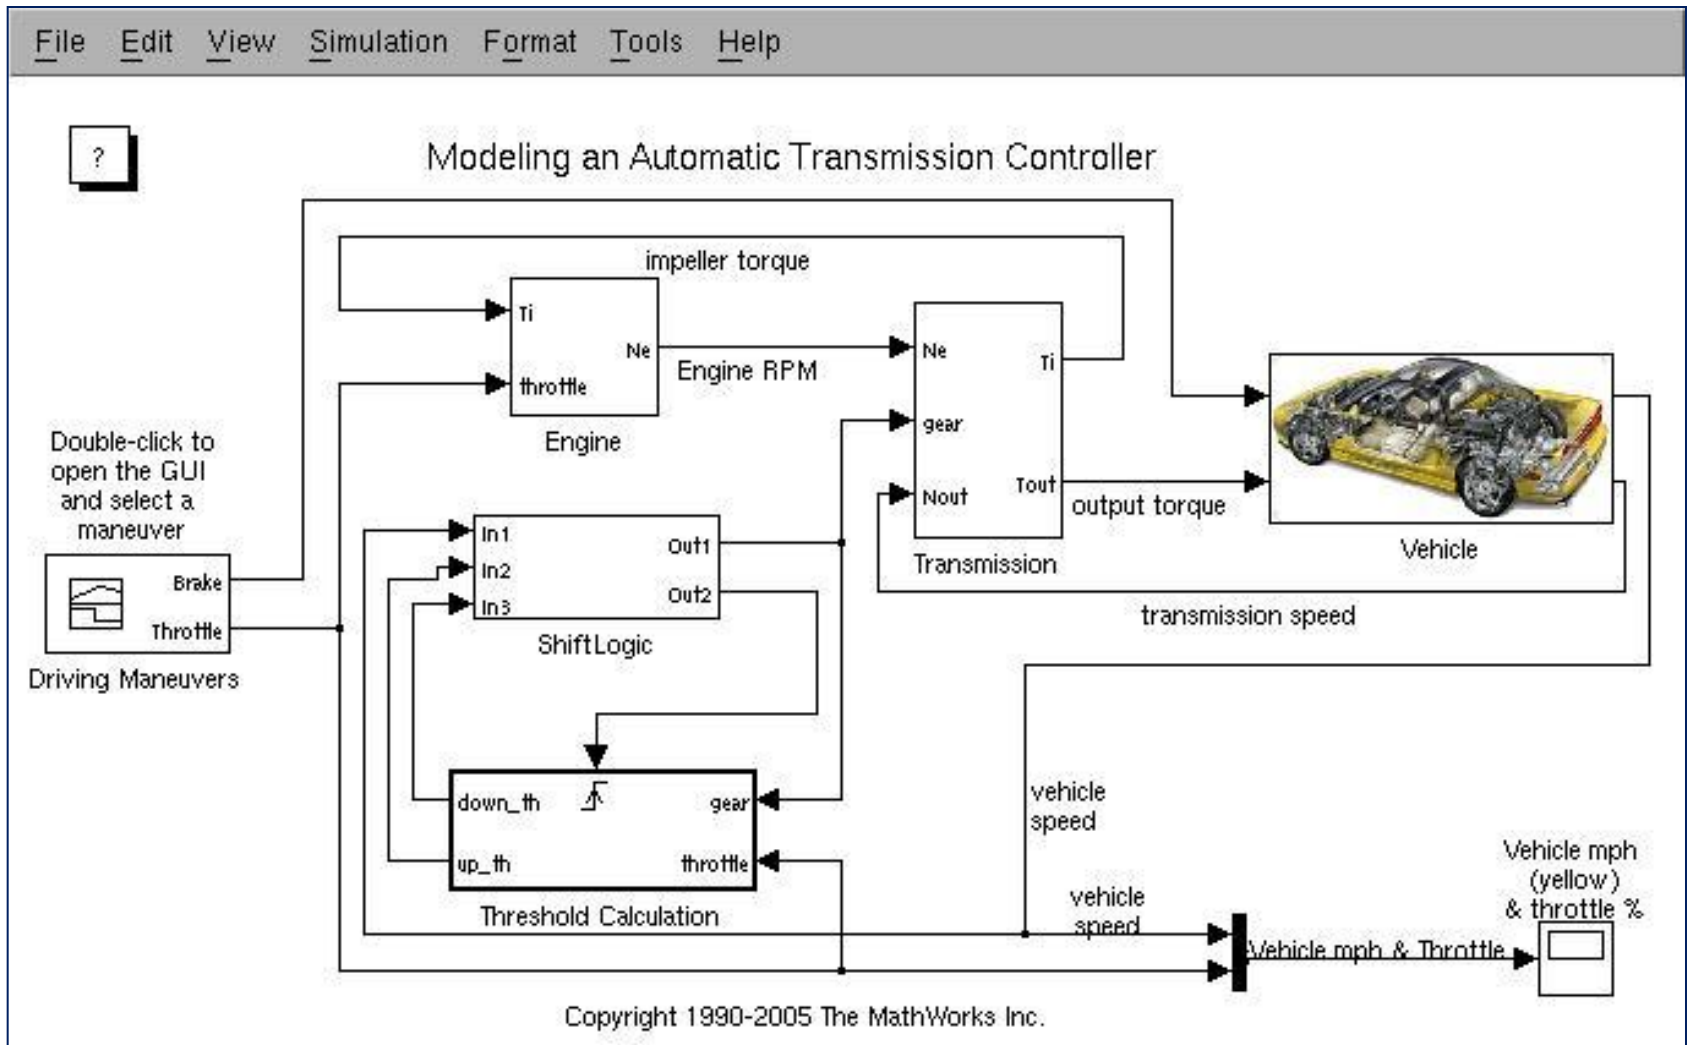 File Edit View Simulation Format Tools Help
?
Modeling an Automatic Transmission Controller
impeller torque
Ti
Ne
throttle
Engine
Engine RPM
Ne
Ti
gear
Nout
Tout
Transmission
output torque
Vehicle
transmission speed
Double-click to
open the GUI
and select a
maneuver
Brake
Throttle
Driving Maneuvers
In1
In2
In3
Out1
Out2
ShiftLogic
down_th
gear
up_th
throttle
Threshold Calculation
vehicle
speed
vehicle
speed
Vehicle mph & Throttle
Vehicle mph
(yellow)
& throttle %
Copyright 1990-2005 The MathWorks Inc.